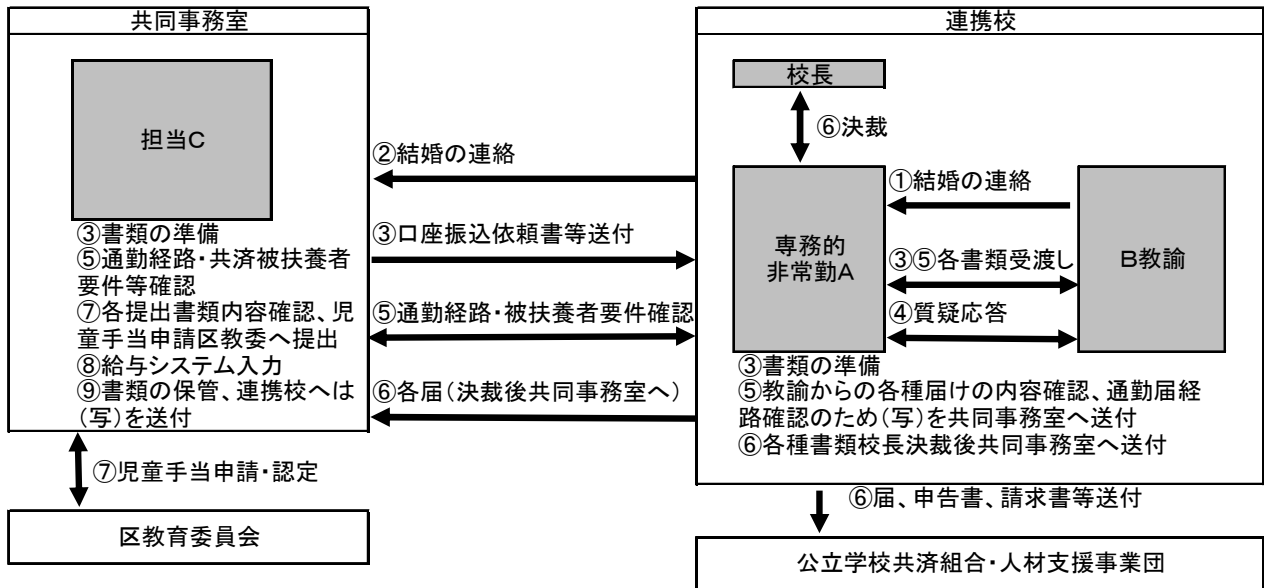 共同事務室
担当C
③書類の準備
⑤通勤経路・共済被扶養者
要件等確認
⑦各提出書類内容確認、児
童手当申請区教委へ提出
⑧給与システム入力
⑨書類の保管、連携校へは
(写)を送付
②結婚の連絡
③口座振込依頼書等送付
⑤通勤経路・被扶養者要件確認
⑥各届(決裁後共同事務室へ)
連携校
校長
⑥決裁
専務的
非常勤A
①結婚の連絡
③⑤各書類受渡し
④質疑応答
B教諭
③書類の準備
⑤教諭からの各種届けの内容確認、通勤届経
路確認のため(写)を共同事務室へ送付
⑥各種書類校長決裁後共同事務室へ送付
⑦児童手当申請・認定
区教育委員会
⑥届、申告書、請求書等送付
公立学校共済組合・人材支援事業団